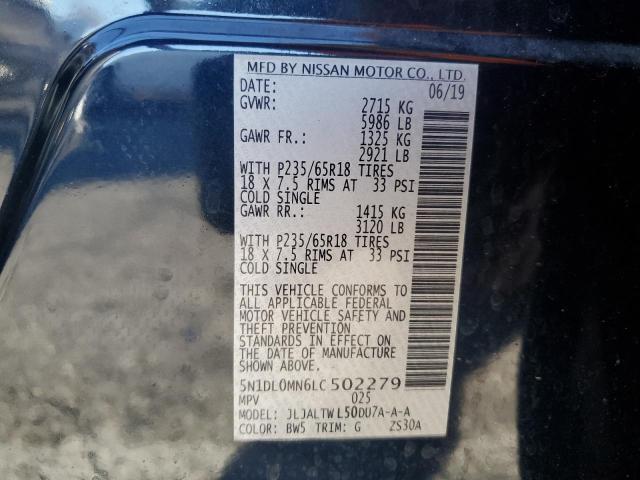 MFD BY NISSAN MOTOR CO., LTD.
DATE: 06/19
GVWR: 2715 KG
5986 LB
GAWR FR.: 1325 KG
2921 LB
WITH P235/65R18 TIRES
18 X 7.5 RIMS AT 33 PSI
COLD SINGLE
GAWR RR.: 1415 KG
3120 LB
WITH P235/65R18 TIRES
18 X 7.5 RIMS AT 33 PSI
COLD SINGLE
THIS VEHICLE CONFORMS TO
ALL APPLICABLE FEDERAL
MOTOR VEHICLE SAFETY AND
THEFT PREVENTION
STANDARDS IN EFFECT ON
THE DATE OF MANUFACTURE
SHOWN ABOVE.
5N1DL0MN6LC502279
MPV 025
MODEL: JLJALTWL50DU7A-A-A
COLOR: BW5 TRIM: G ZS30A